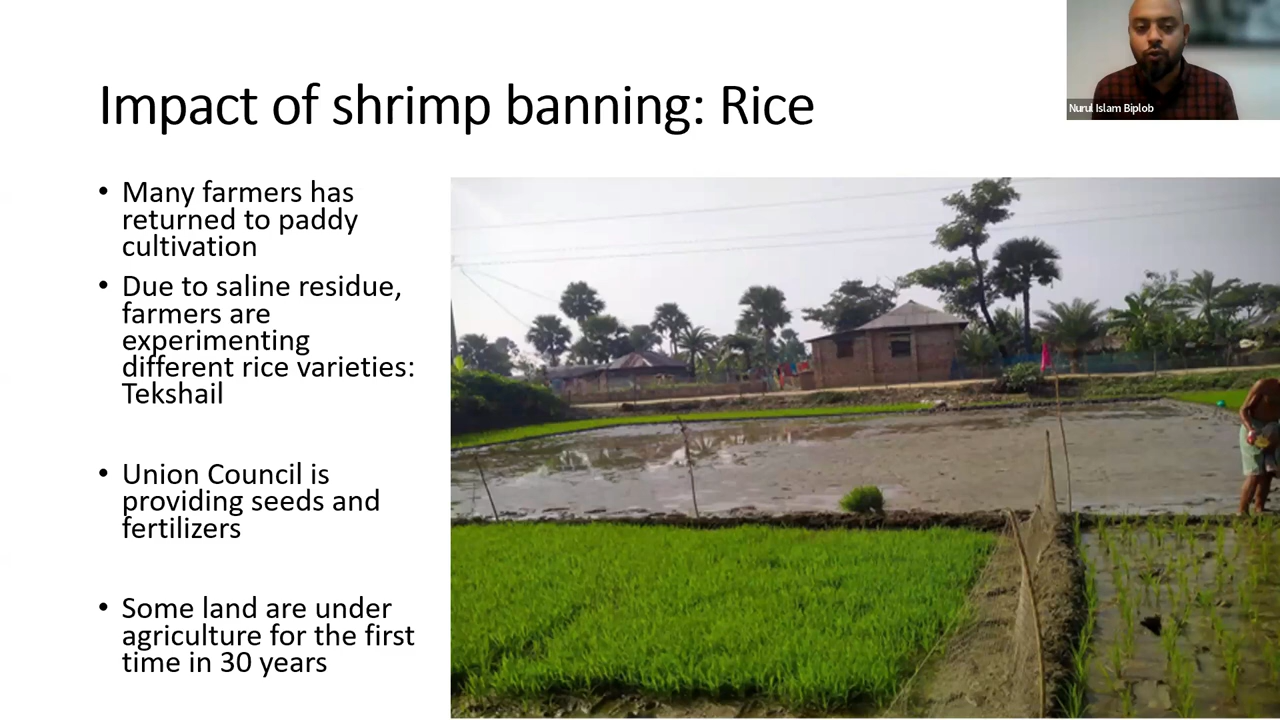 Impact of shrimp banning: Rice
Nurul Islam Biplob
• Many farmers has
returned to paddy
cultivation
• Due to saline residue,
farmers are
experimenting
different rice varieties:
Tekshail
• Union Council is
providing seeds and
fertilizers
• Some land are under
agriculture for the first
time in 30 years